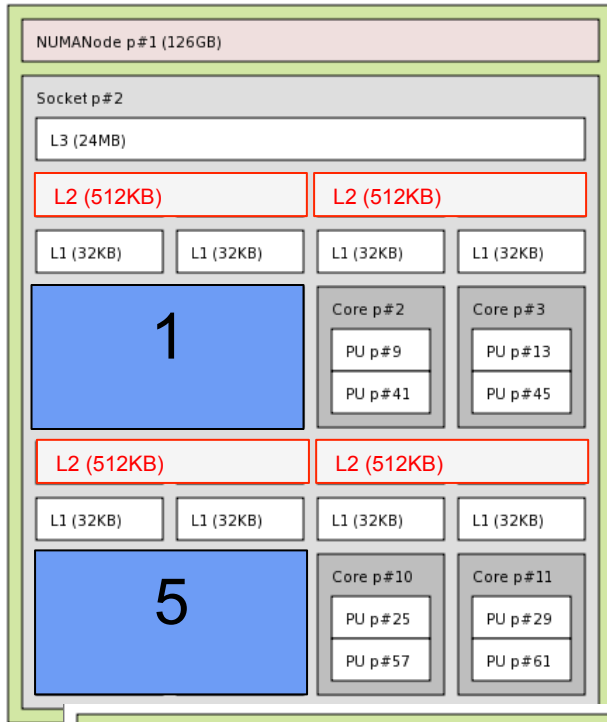 NUMANode p#1 (126GB)
Socket p#2
L3 (24MB)
L2 (512KB) L2 (512KB)
L1 (32KB) L1 (32KB) L1 (32KB) L1 (32KB)
1
Core p#2 Core p#3
PU p#9 PU p#13
PU p#41 PU p#45
L2 (512KB) L2 (512KB)
L1 (32KB) L1 (32KB) L1 (32KB) L1 (32KB)
5
Core p#10 Core p#11
PU p#25 PU p#29
PU p#57 PU p#61